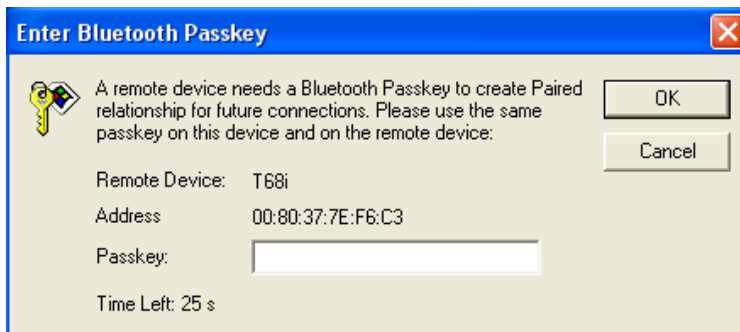 Enter Bluetooth Passkey
A remote device needs a Bluetooth Passkey to create Paired
relationship for future connections. Please use the same
passkey on this device and on the remote device:
OK
Cancel
Remote Device: T68i
Address 00:80:37:7E:F6:C3
Passkey:
Time Left: 25 s